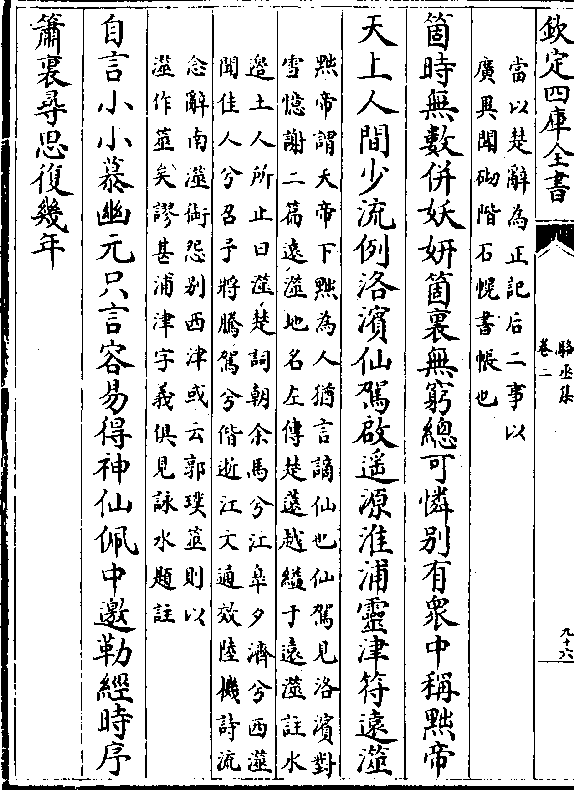 欽定四庫全書
駱丞集
卷二
九十六
當以楚辭為正記后二事以
廣異聞砌階石幌書帳也
箇時無數併妖妍箇裏無窮總可憐別有衆中稱黜帝
天上人間少流例洛濱仙駕啟遙源淮浦靈津符遠澨
黜帝謂天帝下黜為人猶言謫仙也仙駕見洛濱對
雪憶謝二篇遠澨地名左傳楚薳越縊于薳澨註水
邉土人所止曰澨楚詞朝余馬兮江臯夕濟兮西澨
聞佳人兮召予將騰駕兮偕逝江文通效陸機詩流
念辭南澨銜怨别西津或云郭璞筮則以
澨作筮矣謬甚浦津字義俱見詠水題註
自言小小慕幽元只言容易得神仙佩中邀勒經時序
簫裏尋思復幾年